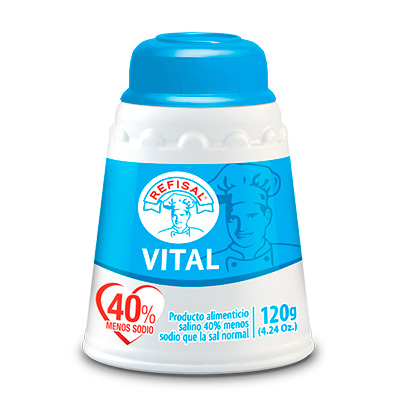 REFISAL®
VITAL
40%
MENOS SODIO
Producto alimenticio
salino 40% menos
sodio que la sal normal
120g
(4.24 Oz.)